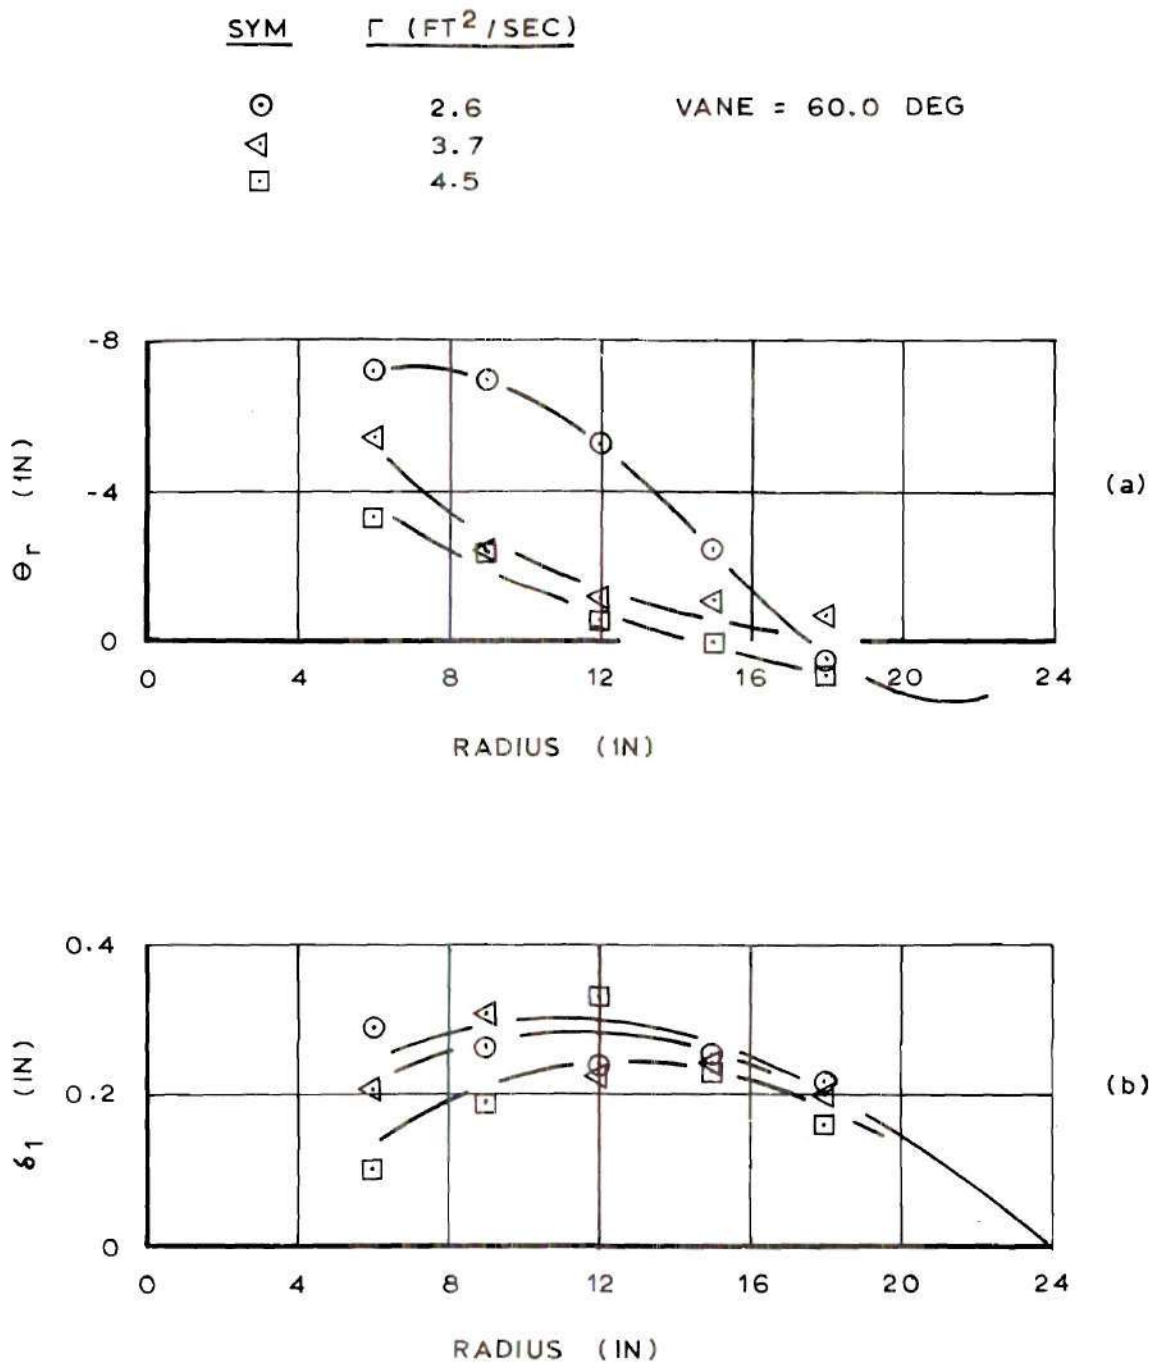 SYM Γ (FT²/SEC)
2.6 VANE = 60.0 DEG
3.7
4.5
-8
-4
0
θr (IN)
0 4 8 12 16 20 24
RADIUS (IN)
(a)
0.4
0.2
0
δ1 (IN)
0 4 8 12 16 20 24
RADIUS (IN)
(b)